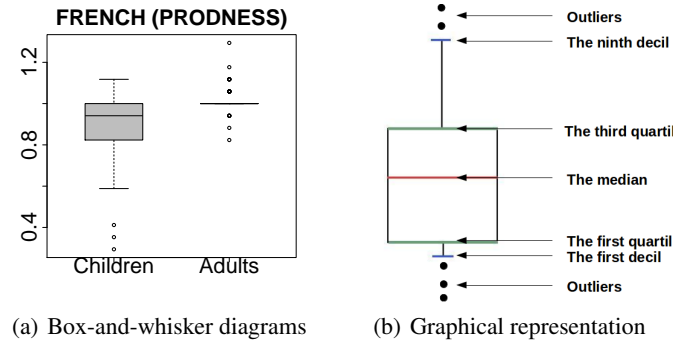 FRENCH (PRODNESS)
1.2
0.8
0.4
Children Adults
(a) Box-and-whisker diagrams
Outliers
The ninth decil
The third quartil
The median
The first quartil
The first decil
Outliers
(b) Graphical representation